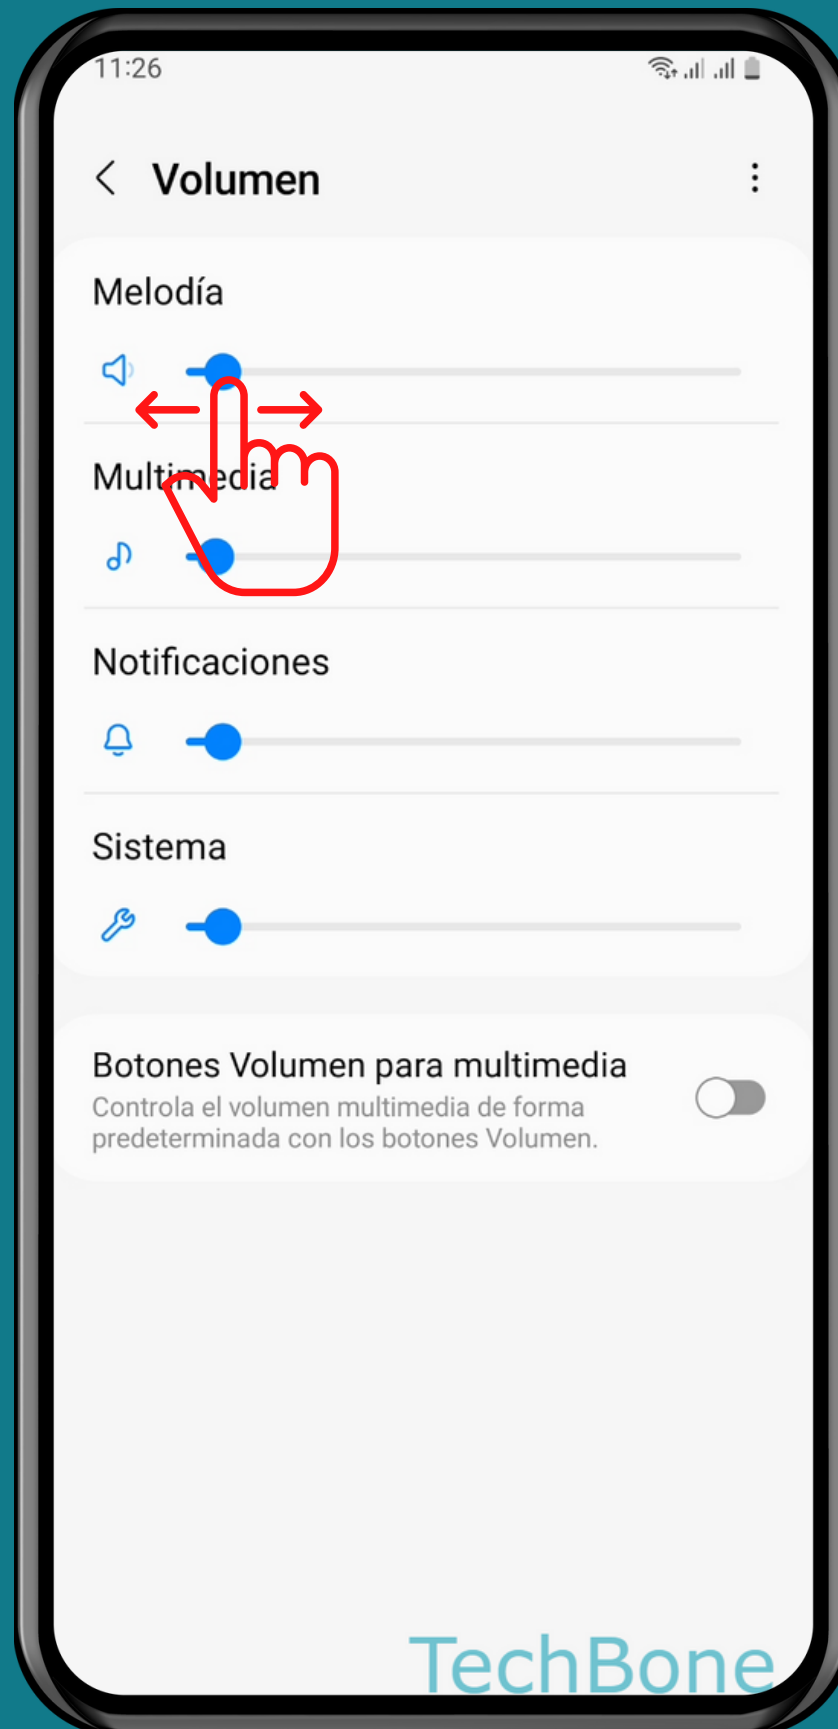 11:26
Volumen
Melodía
Multimedia
Notificaciones
Sistema
Botones Volumen para multimedia
Controla el volumen multimedia de forma
predeterminada con los botones Volumen.
TechBone